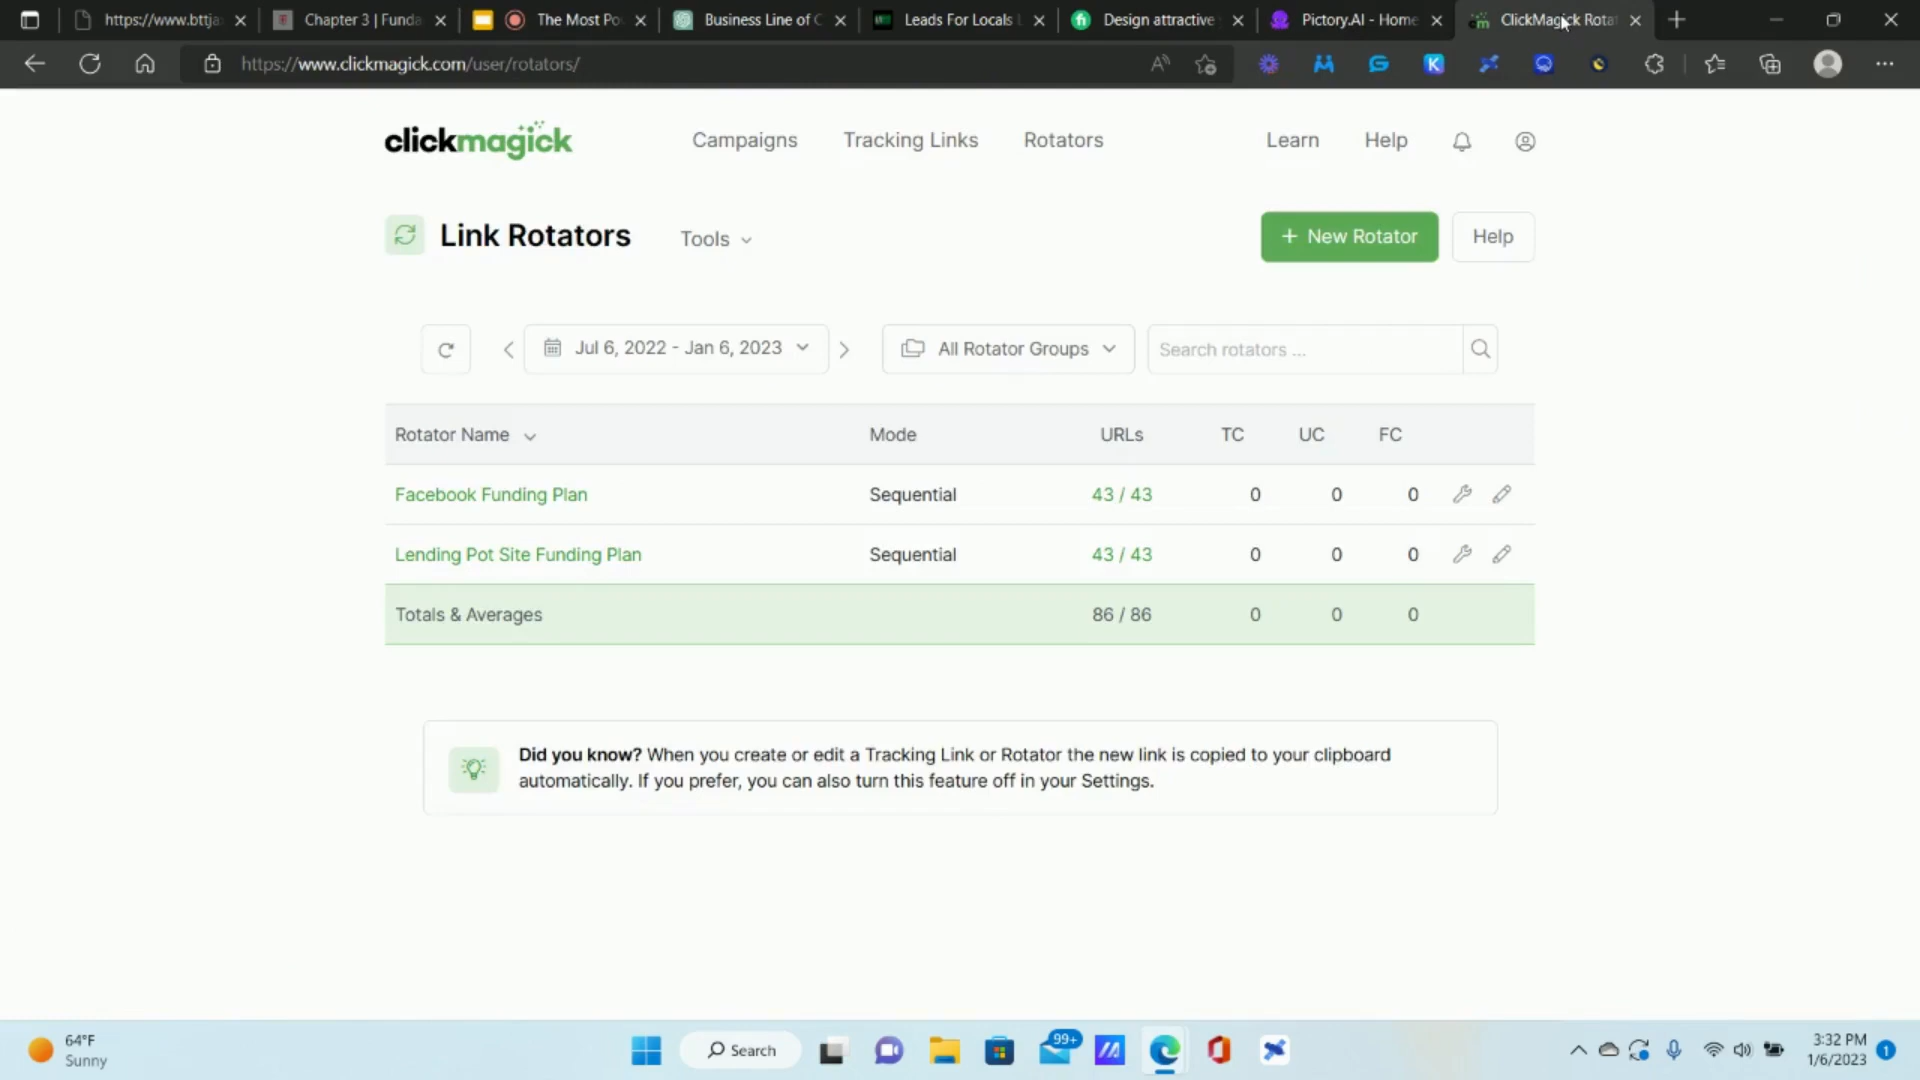 https://www.bttja
Chapter 3 | Funda
The Most Po
Business Line of C
Leads For Locals
Design attractive
Pictory.AI - Home
ClickMagick Rotat
https://www.clickmagick.com/user/rotators/
clickmagick
Campaigns
Tracking Links
Rotators
Learn
Help
Link Rotators
Tools
+ New Rotator
Help
Jul 6, 2022 - Jan 6, 2023
All Rotator Groups
Search rotators ...
Rotator Name Mode URLs TC UC FC
Facebook Funding Plan Sequential 43 / 43 0 0 0
Lending Pot Site Funding Plan Sequential 43 / 43 0 0 0
Totals & Averages 86 / 86 0 0 0
Did you know? When you create or edit a Tracking Link or Rotator the new link is copied to your clipboard
automatically. If you prefer, you can also turn this feature off in your Settings.
64°F
Sunny
Search
99+
3:32 PM
1/6/2023
1